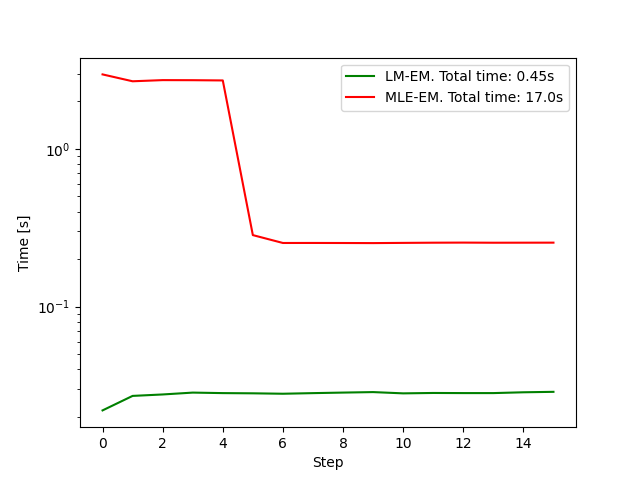 LM-EM. Total time: 0.45s
MLE-EM. Total time: 17.0s
Time [s]
10⁰
10⁻¹
0 2 4 6 8 10 12 14
Step